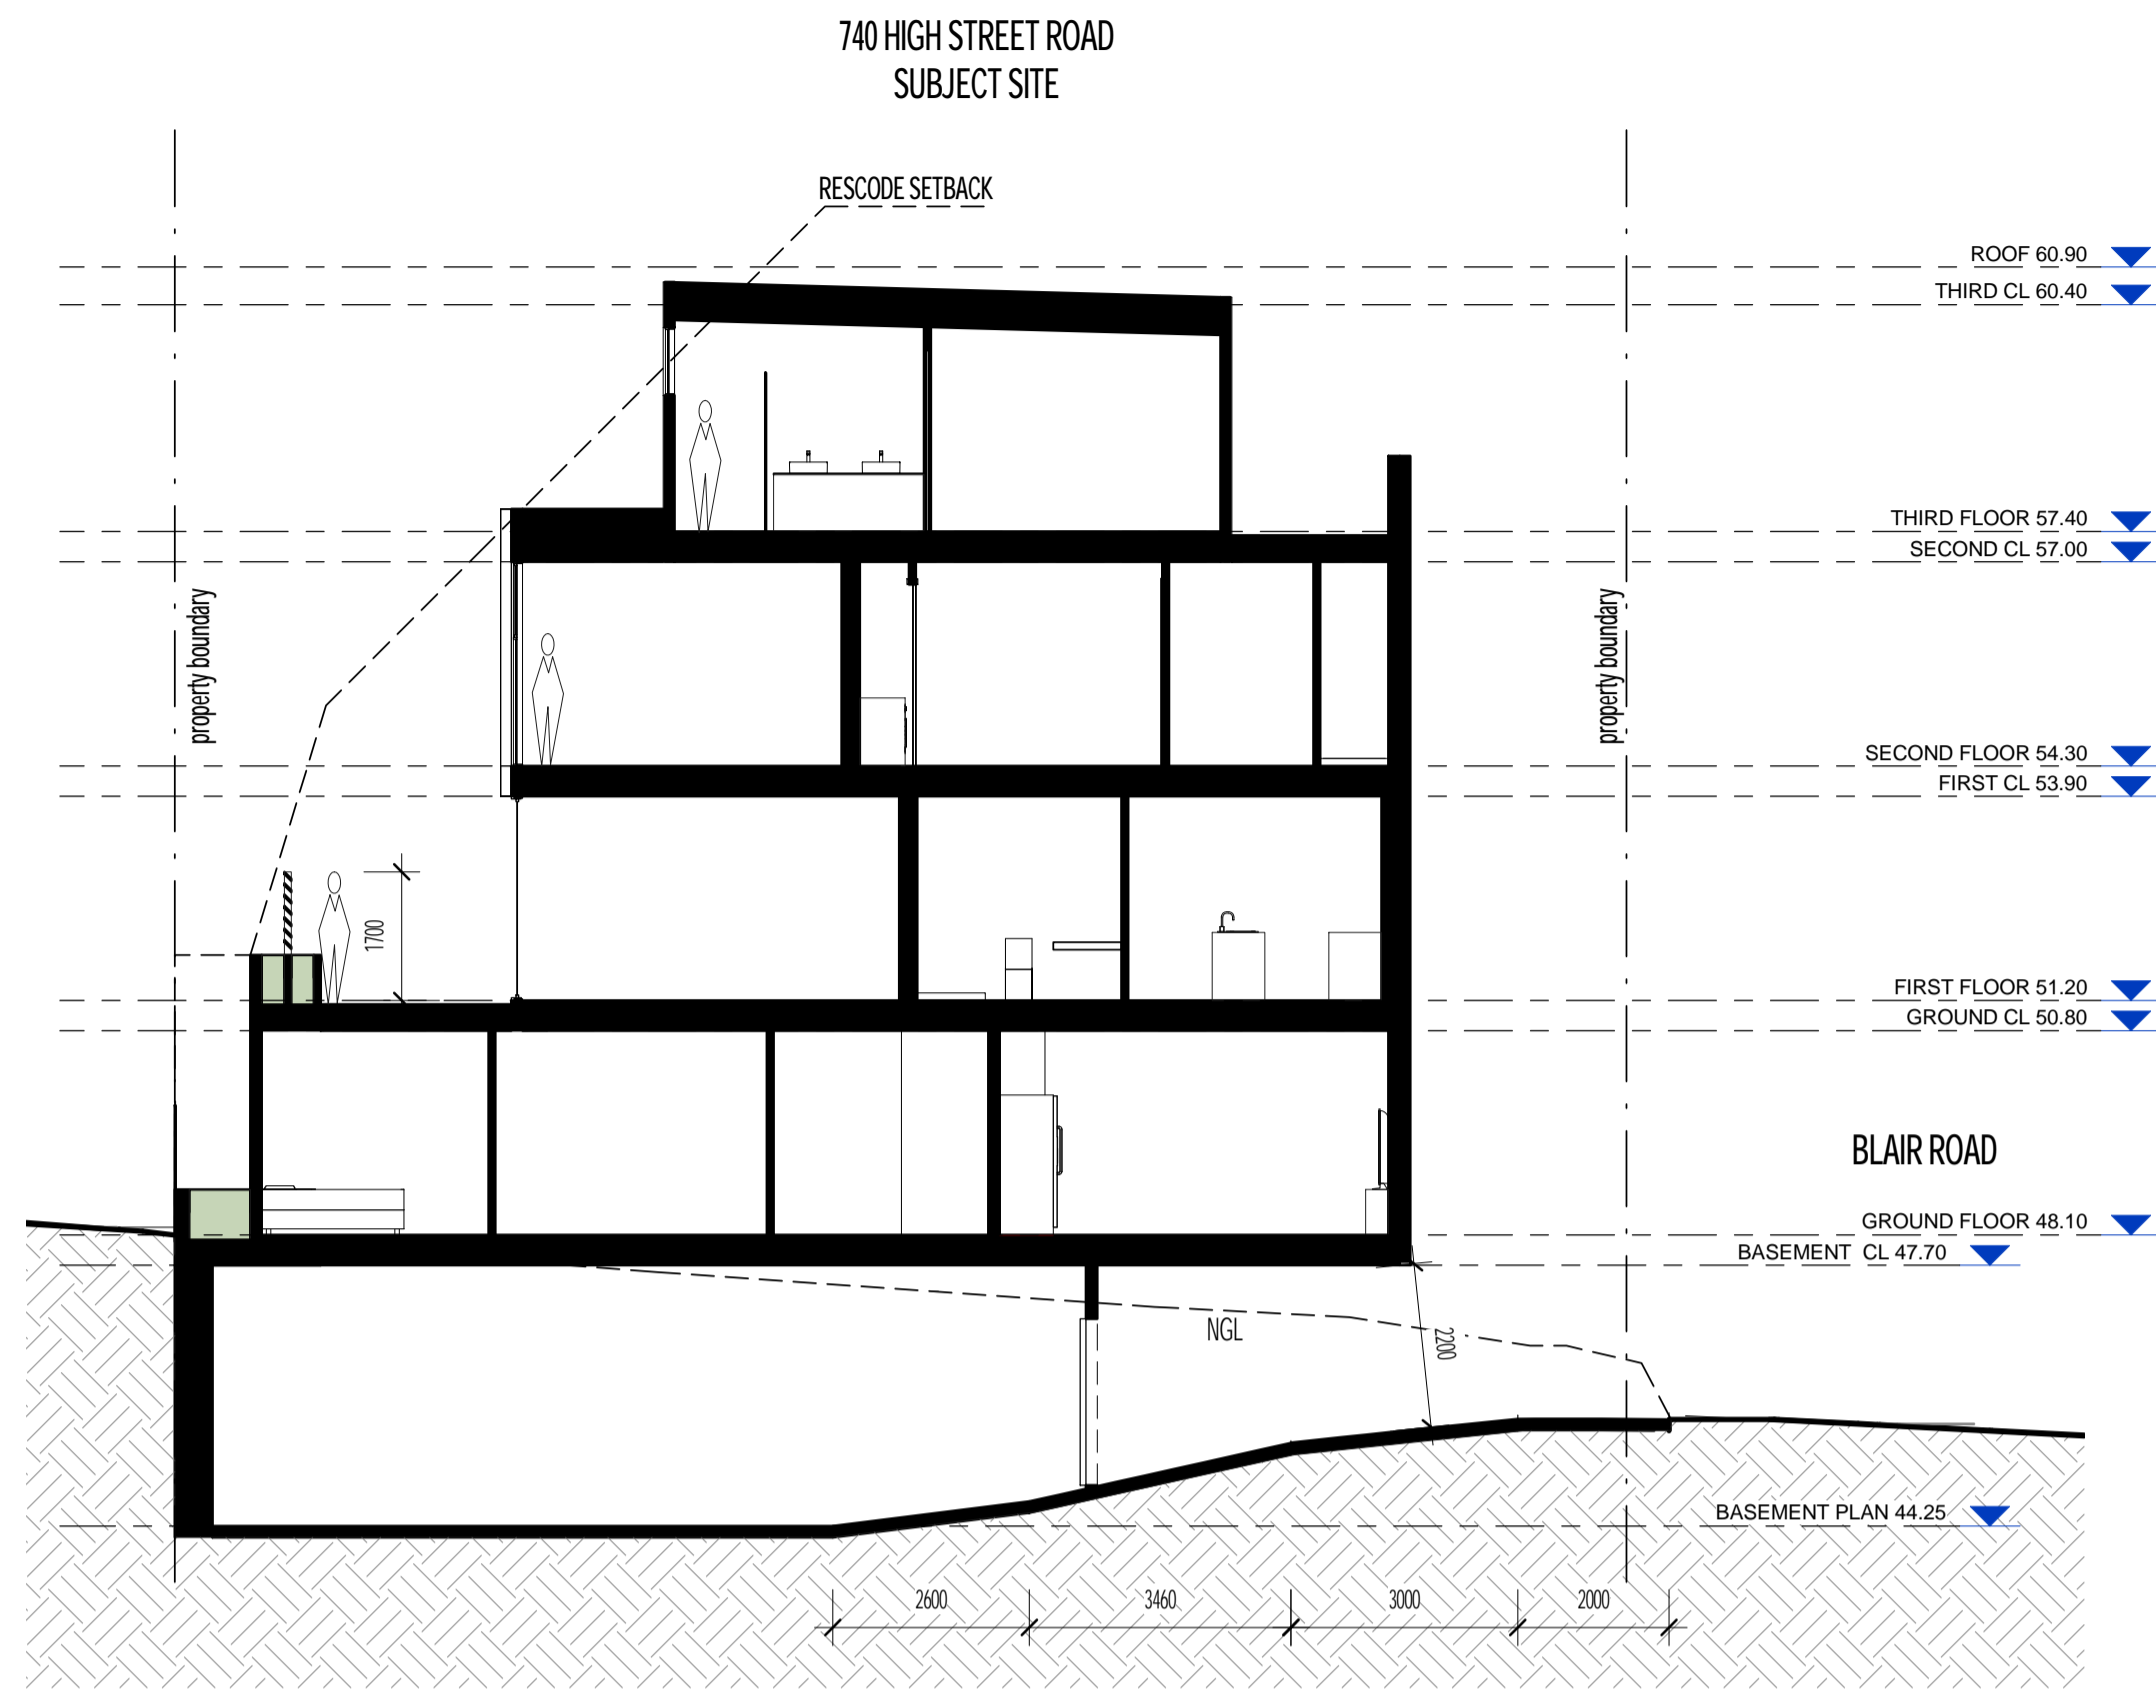 740 HIGH STREET ROAD
SUBJECT SITE
RESCODE SETBACK
ROOF 60.90
THIRD CL 60.40
THIRD FLOOR 57.40
SECOND CL 57.00
property boundary
property boundary
SECOND FLOOR 54.30
FIRST CL 53.90
1700
FIRST FLOOR 51.20
GROUND CL 50.80
BLAIR ROAD
GROUND FLOOR 48.10
BASEMENT CL 47.70
NGL
2200
BASEMENT PLAN 44.25
2600
3460
3000
2000